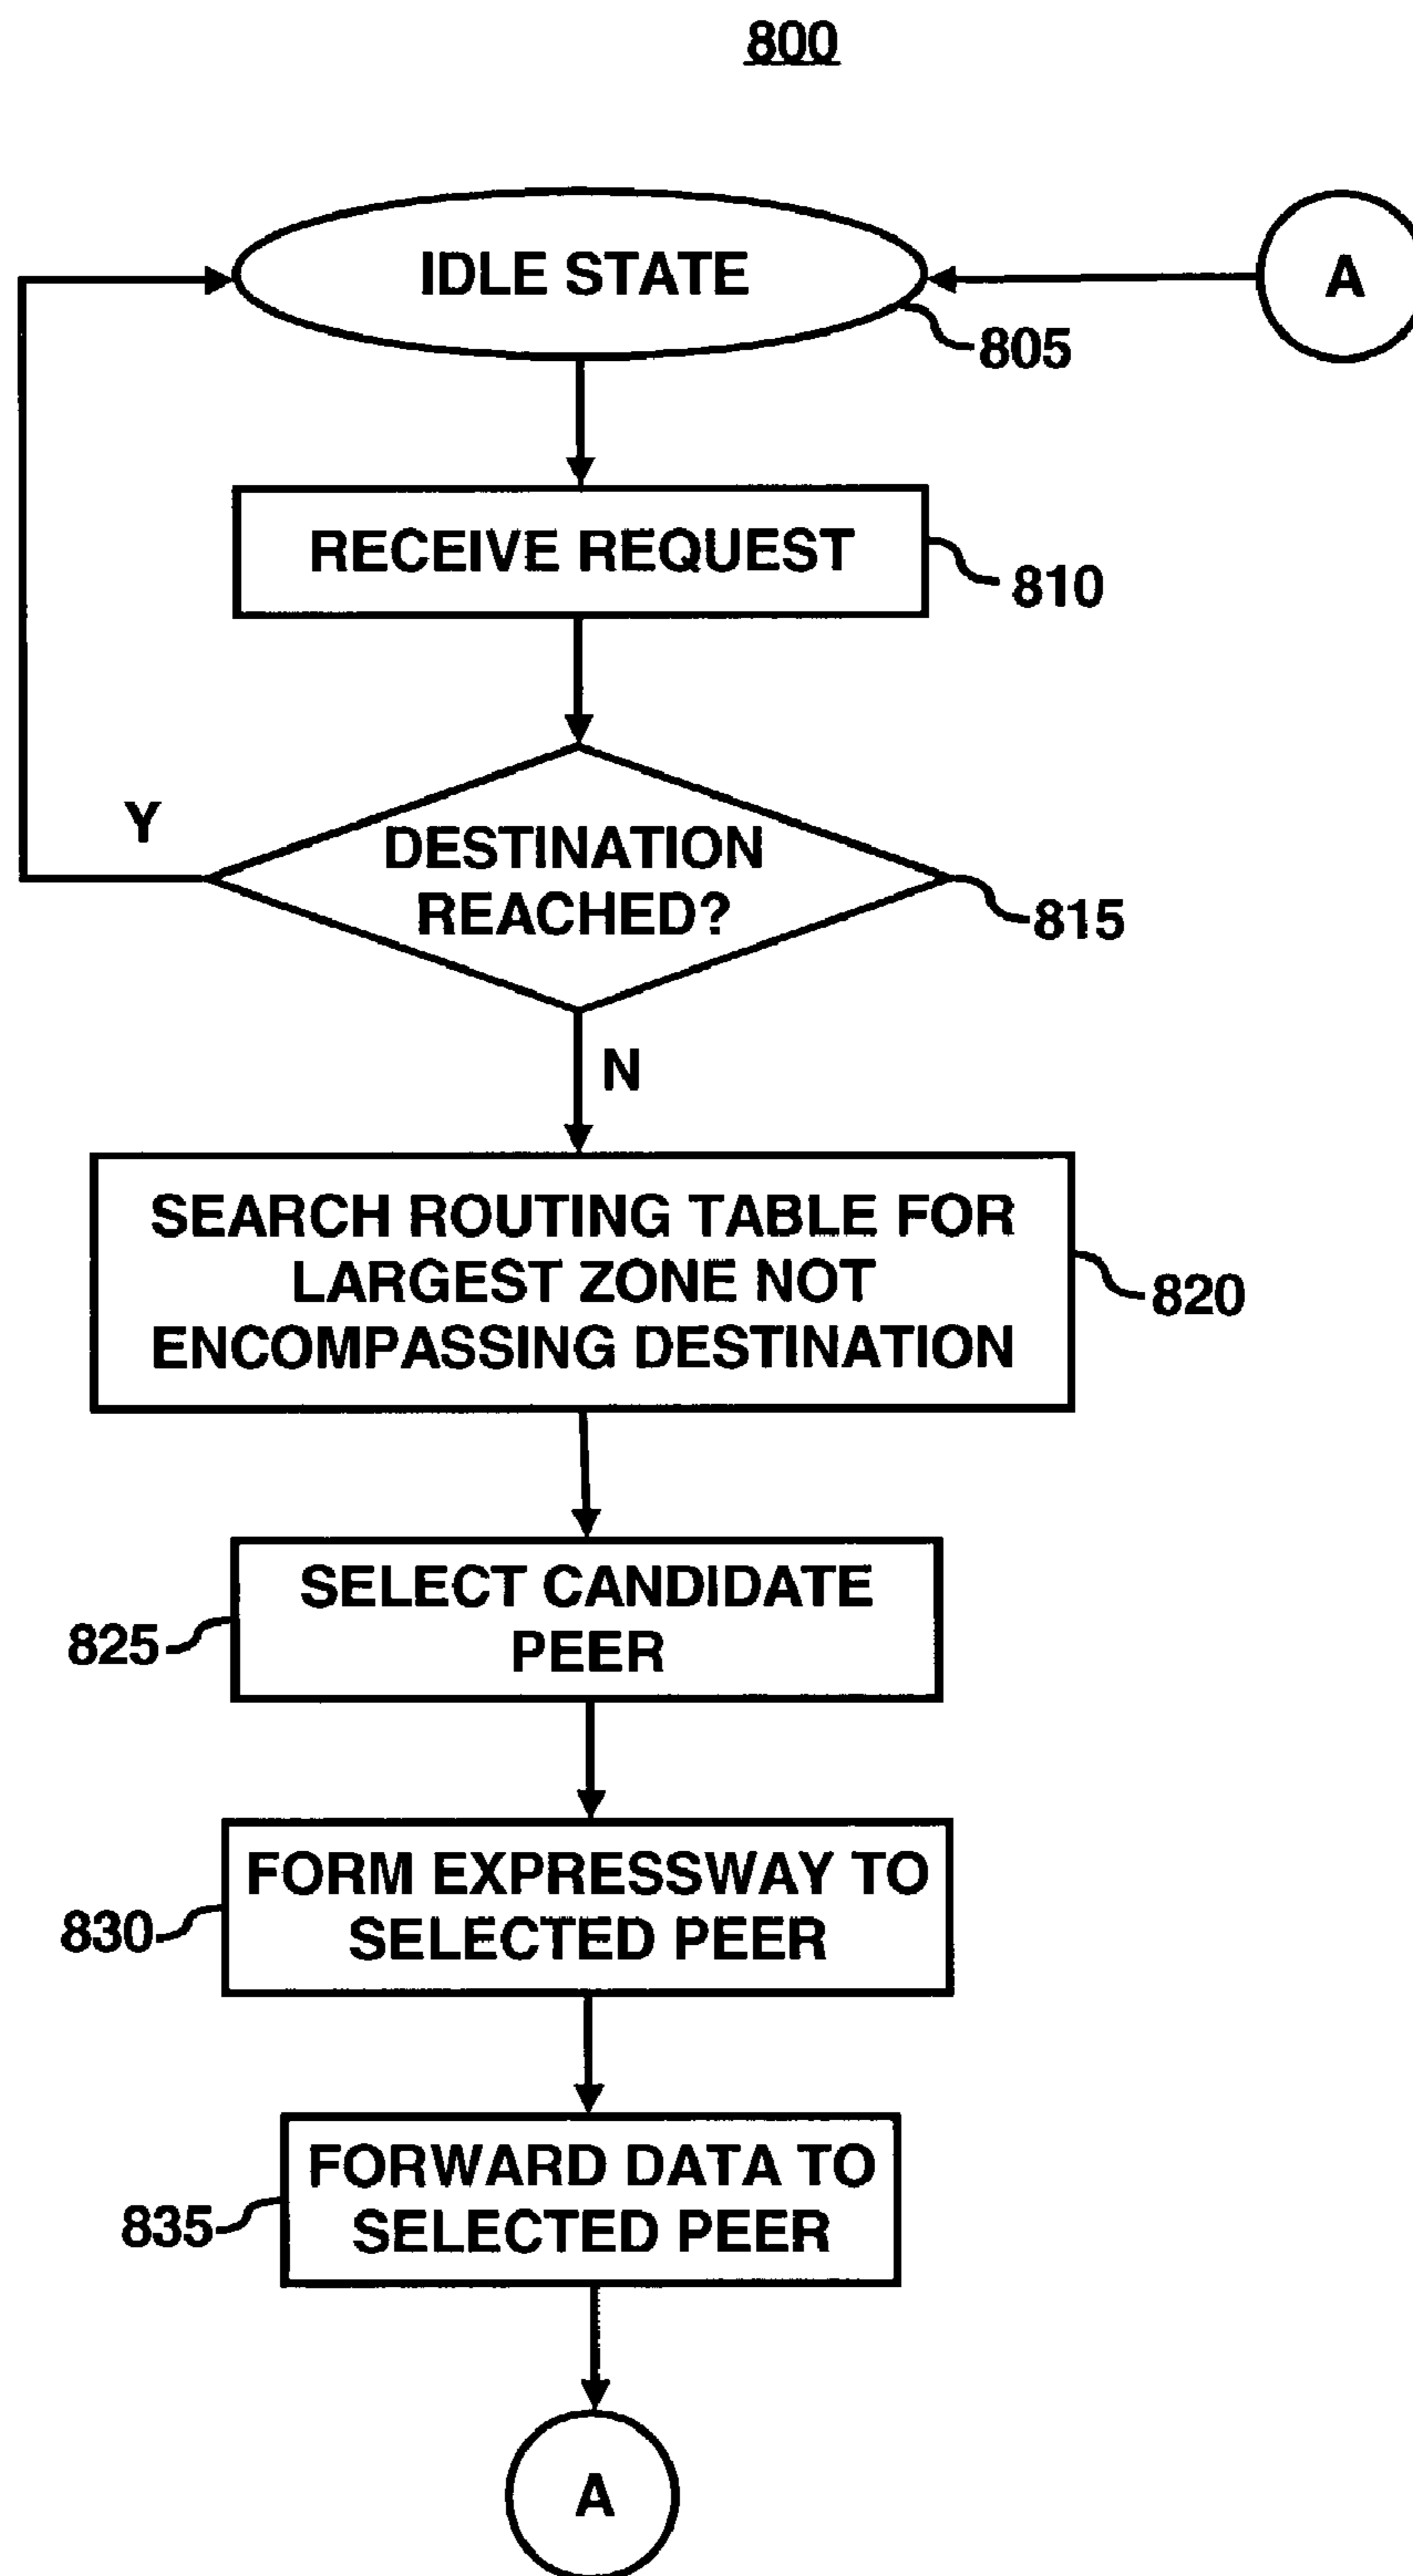 800
IDLE STATE
A
805
RECEIVE REQUEST
810
Y
DESTINATION
REACHED?
815
N
SEARCH ROUTING TABLE FOR
LARGEST ZONE NOT
ENCOMPASSING DESTINATION
820
SELECT CANDIDATE
PEER
825
FORM EXPRESSWAY TO
SELECTED PEER
830
FORWARD DATA TO
SELECTED PEER
835
A